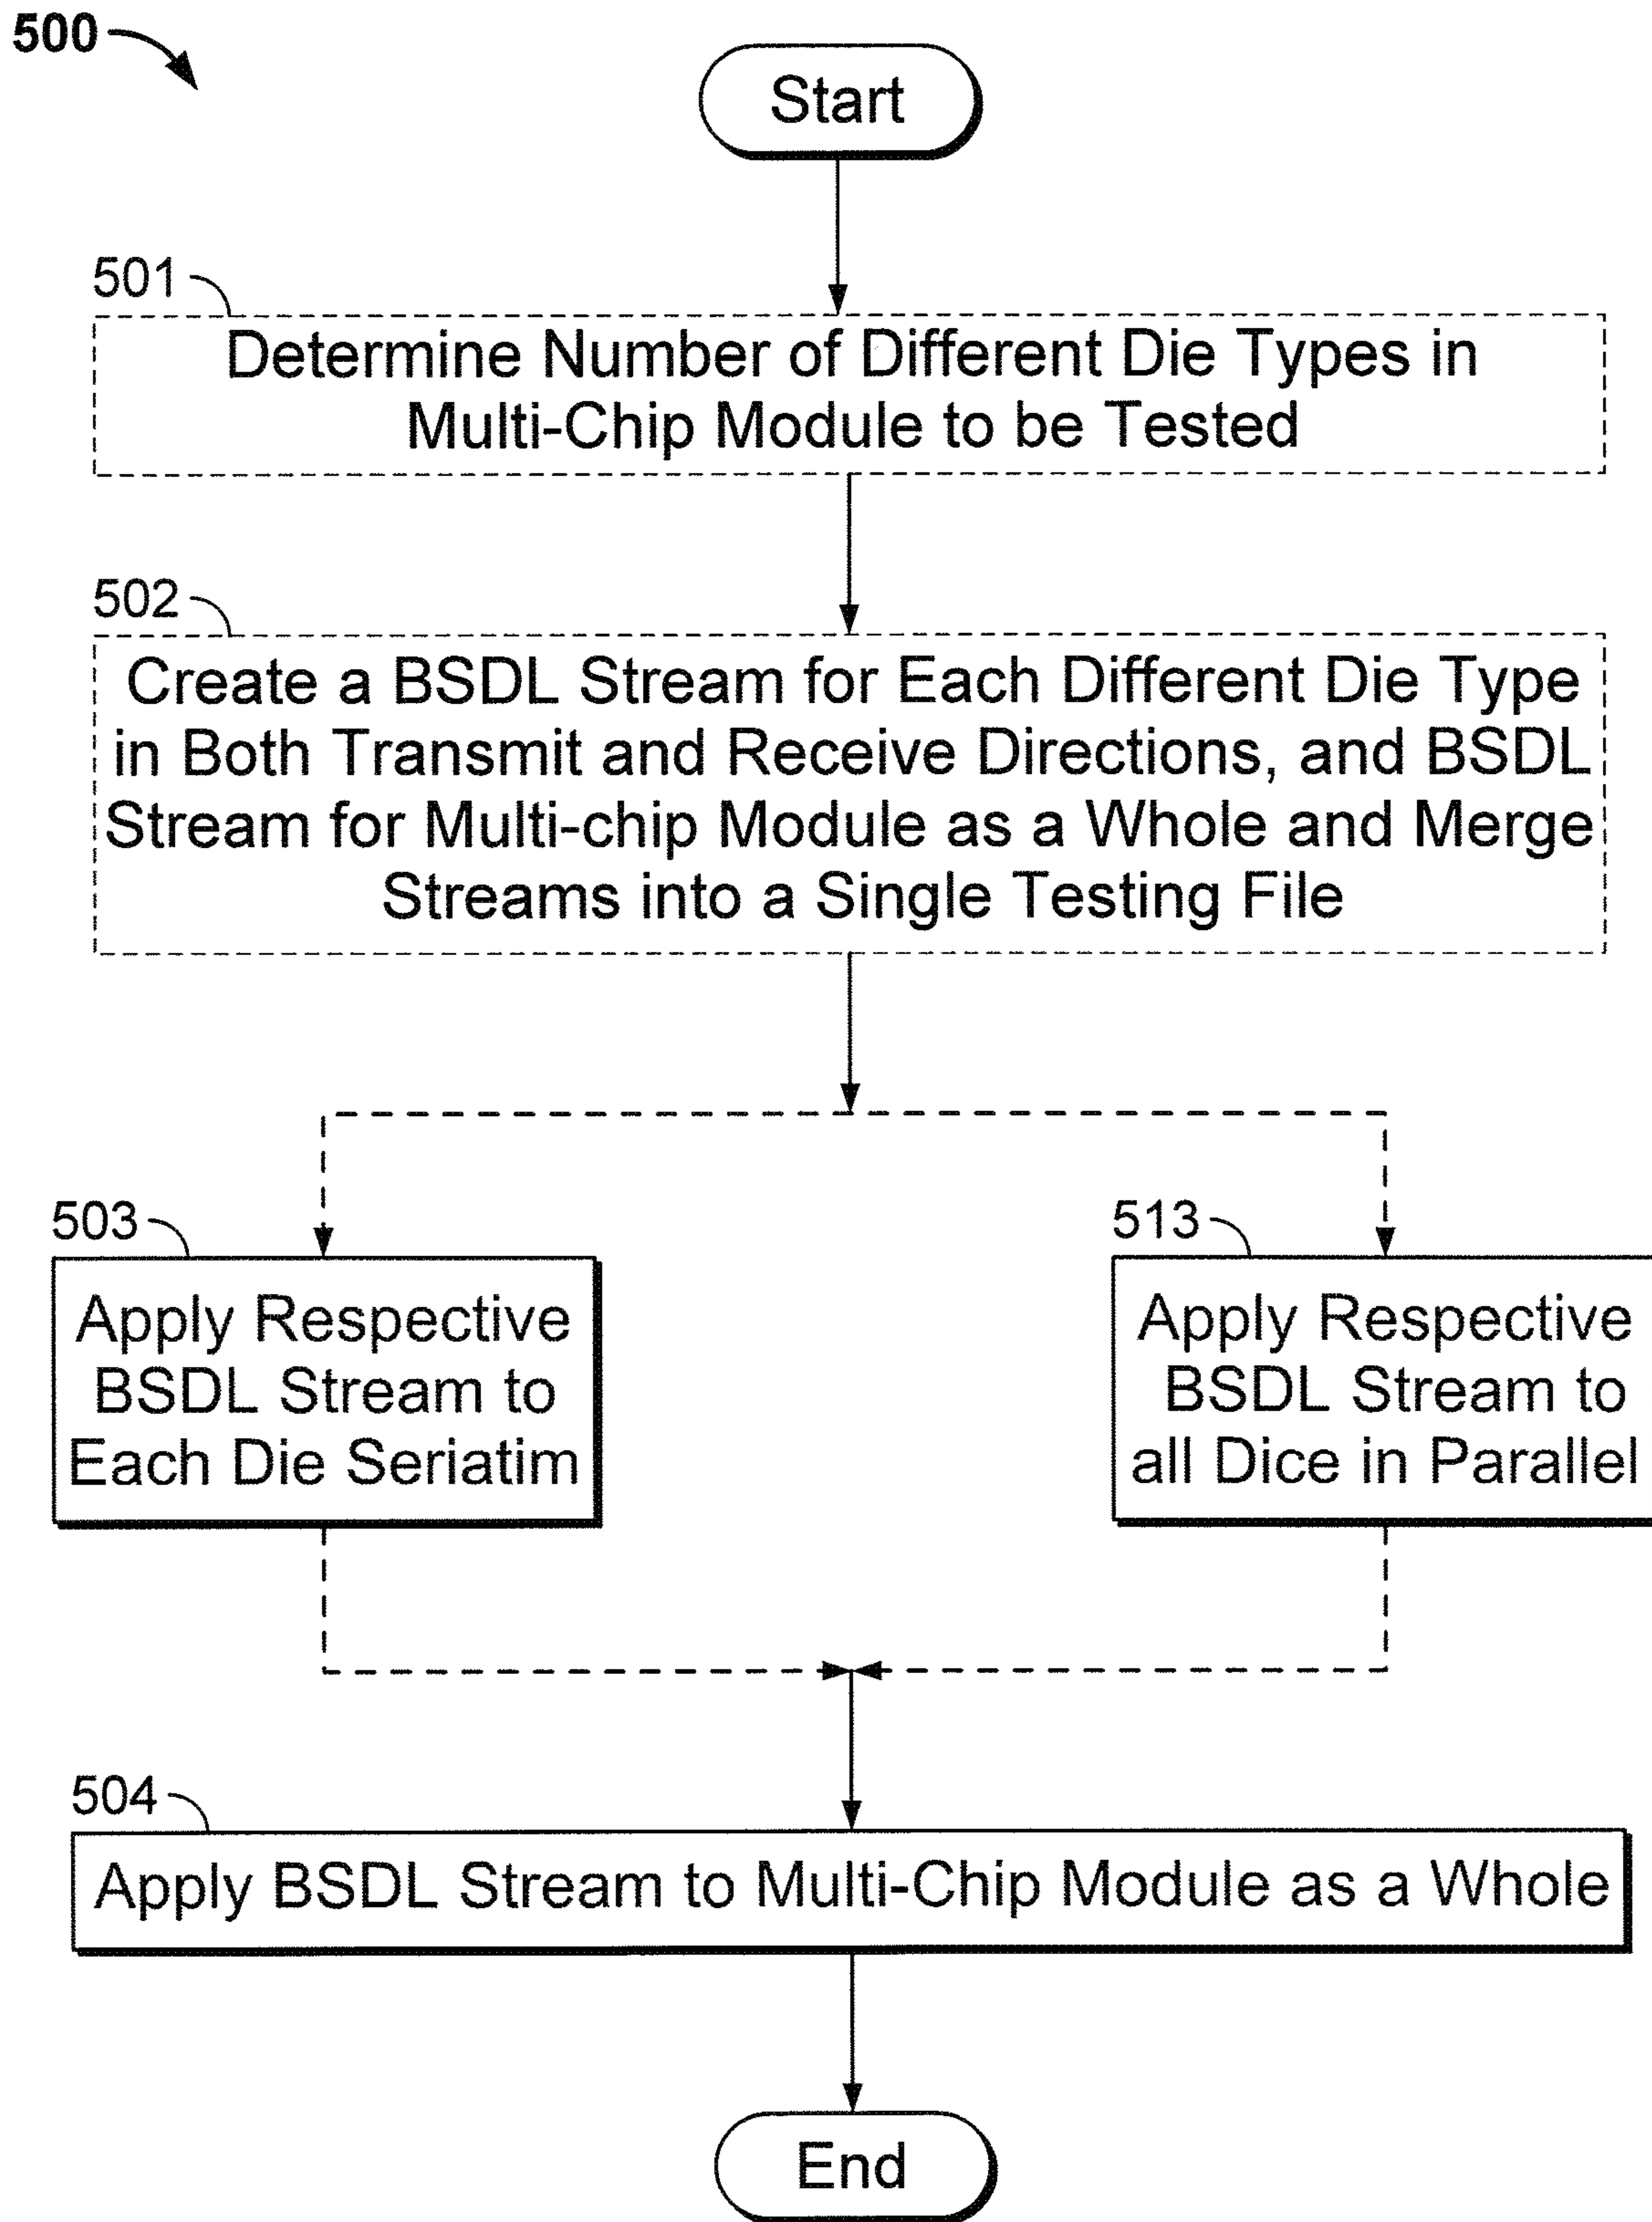 500
Start
501
Determine Number of Different Die Types in
Multi-Chip Module to be Tested
502
Create a BSDL Stream for Each Different Die Type
in Both Transmit and Receive Directions, and BSDL
Stream for Multi-chip Module as a Whole and Merge
Streams into a Single Testing File
503
Apply Respective
BSDL Stream to
Each Die Seriatim
513
Apply Respective
BSDL Stream to
all Dice in Parallel
504
Apply BSDL Stream to Multi-Chip Module as a Whole
End